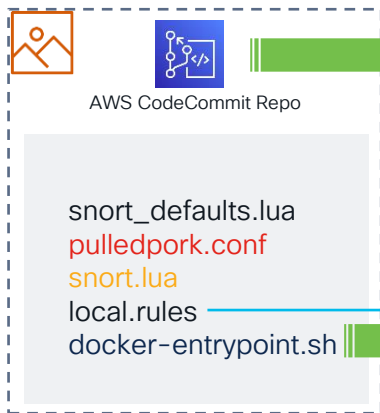 AWS CodeCommit Repo
snort_defaults.lua
pulledpork.conf
snort.lua
local.rules
docker-entrypoint.sh